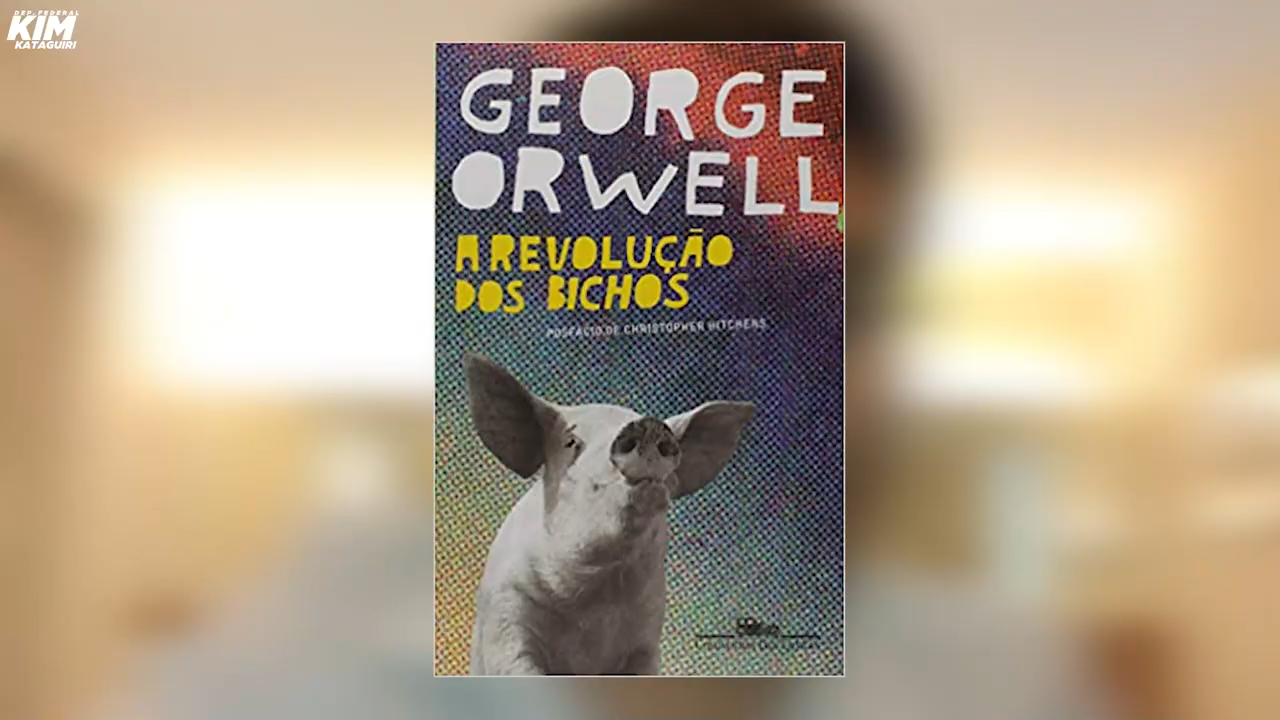 DEP. FEDERAL
KIM
KATAGUIRI
GEORGE
ORWELL
A REVOLUÇÃO
DOS BICHOS
POSFÁCIO DE CHRISTOPHER HITCHENS